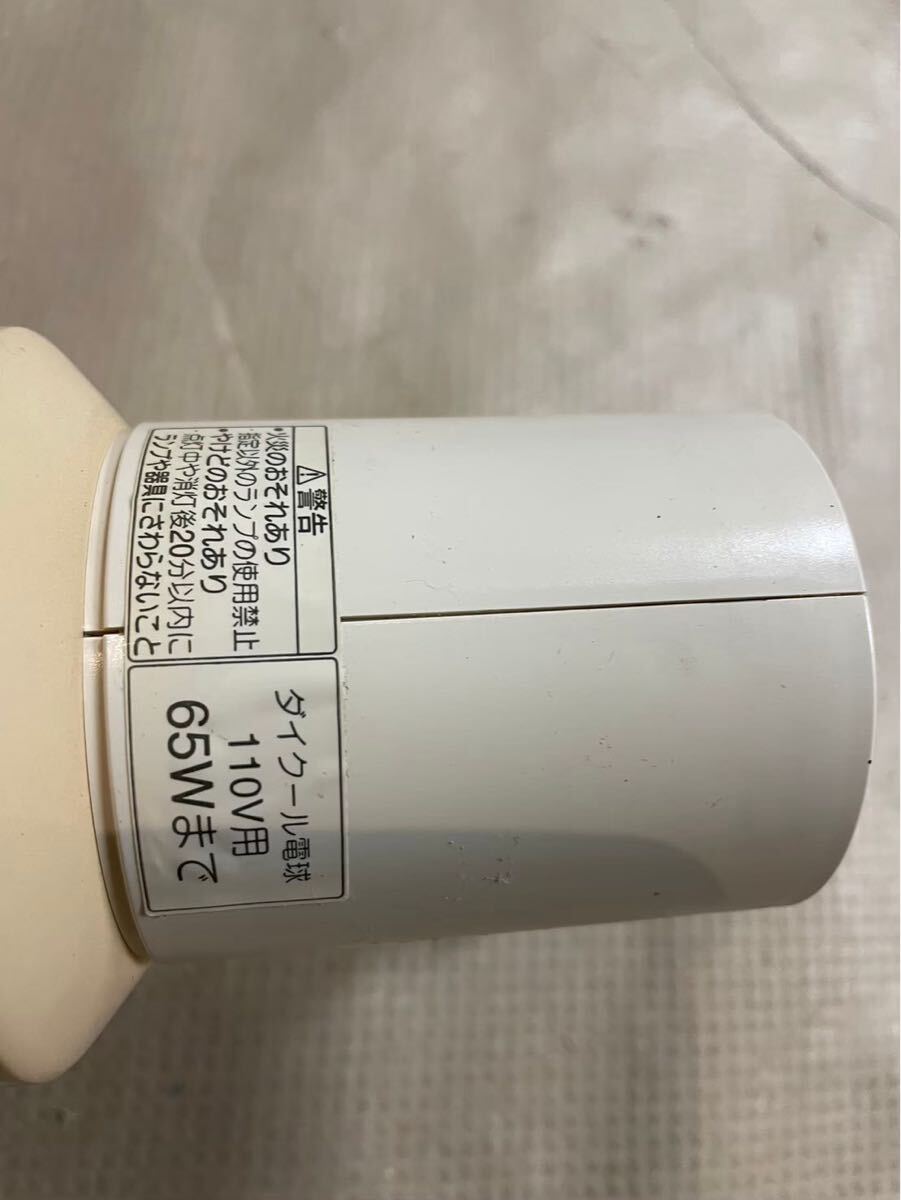 ⚠警告
・火災のおそれあり
指定以外のランプの使用禁止
・やけどのおそれあり
点灯中や消灯後20分以内に
ランプや器具にさわらないこと
ダイクール電球
110V用
65Wまで